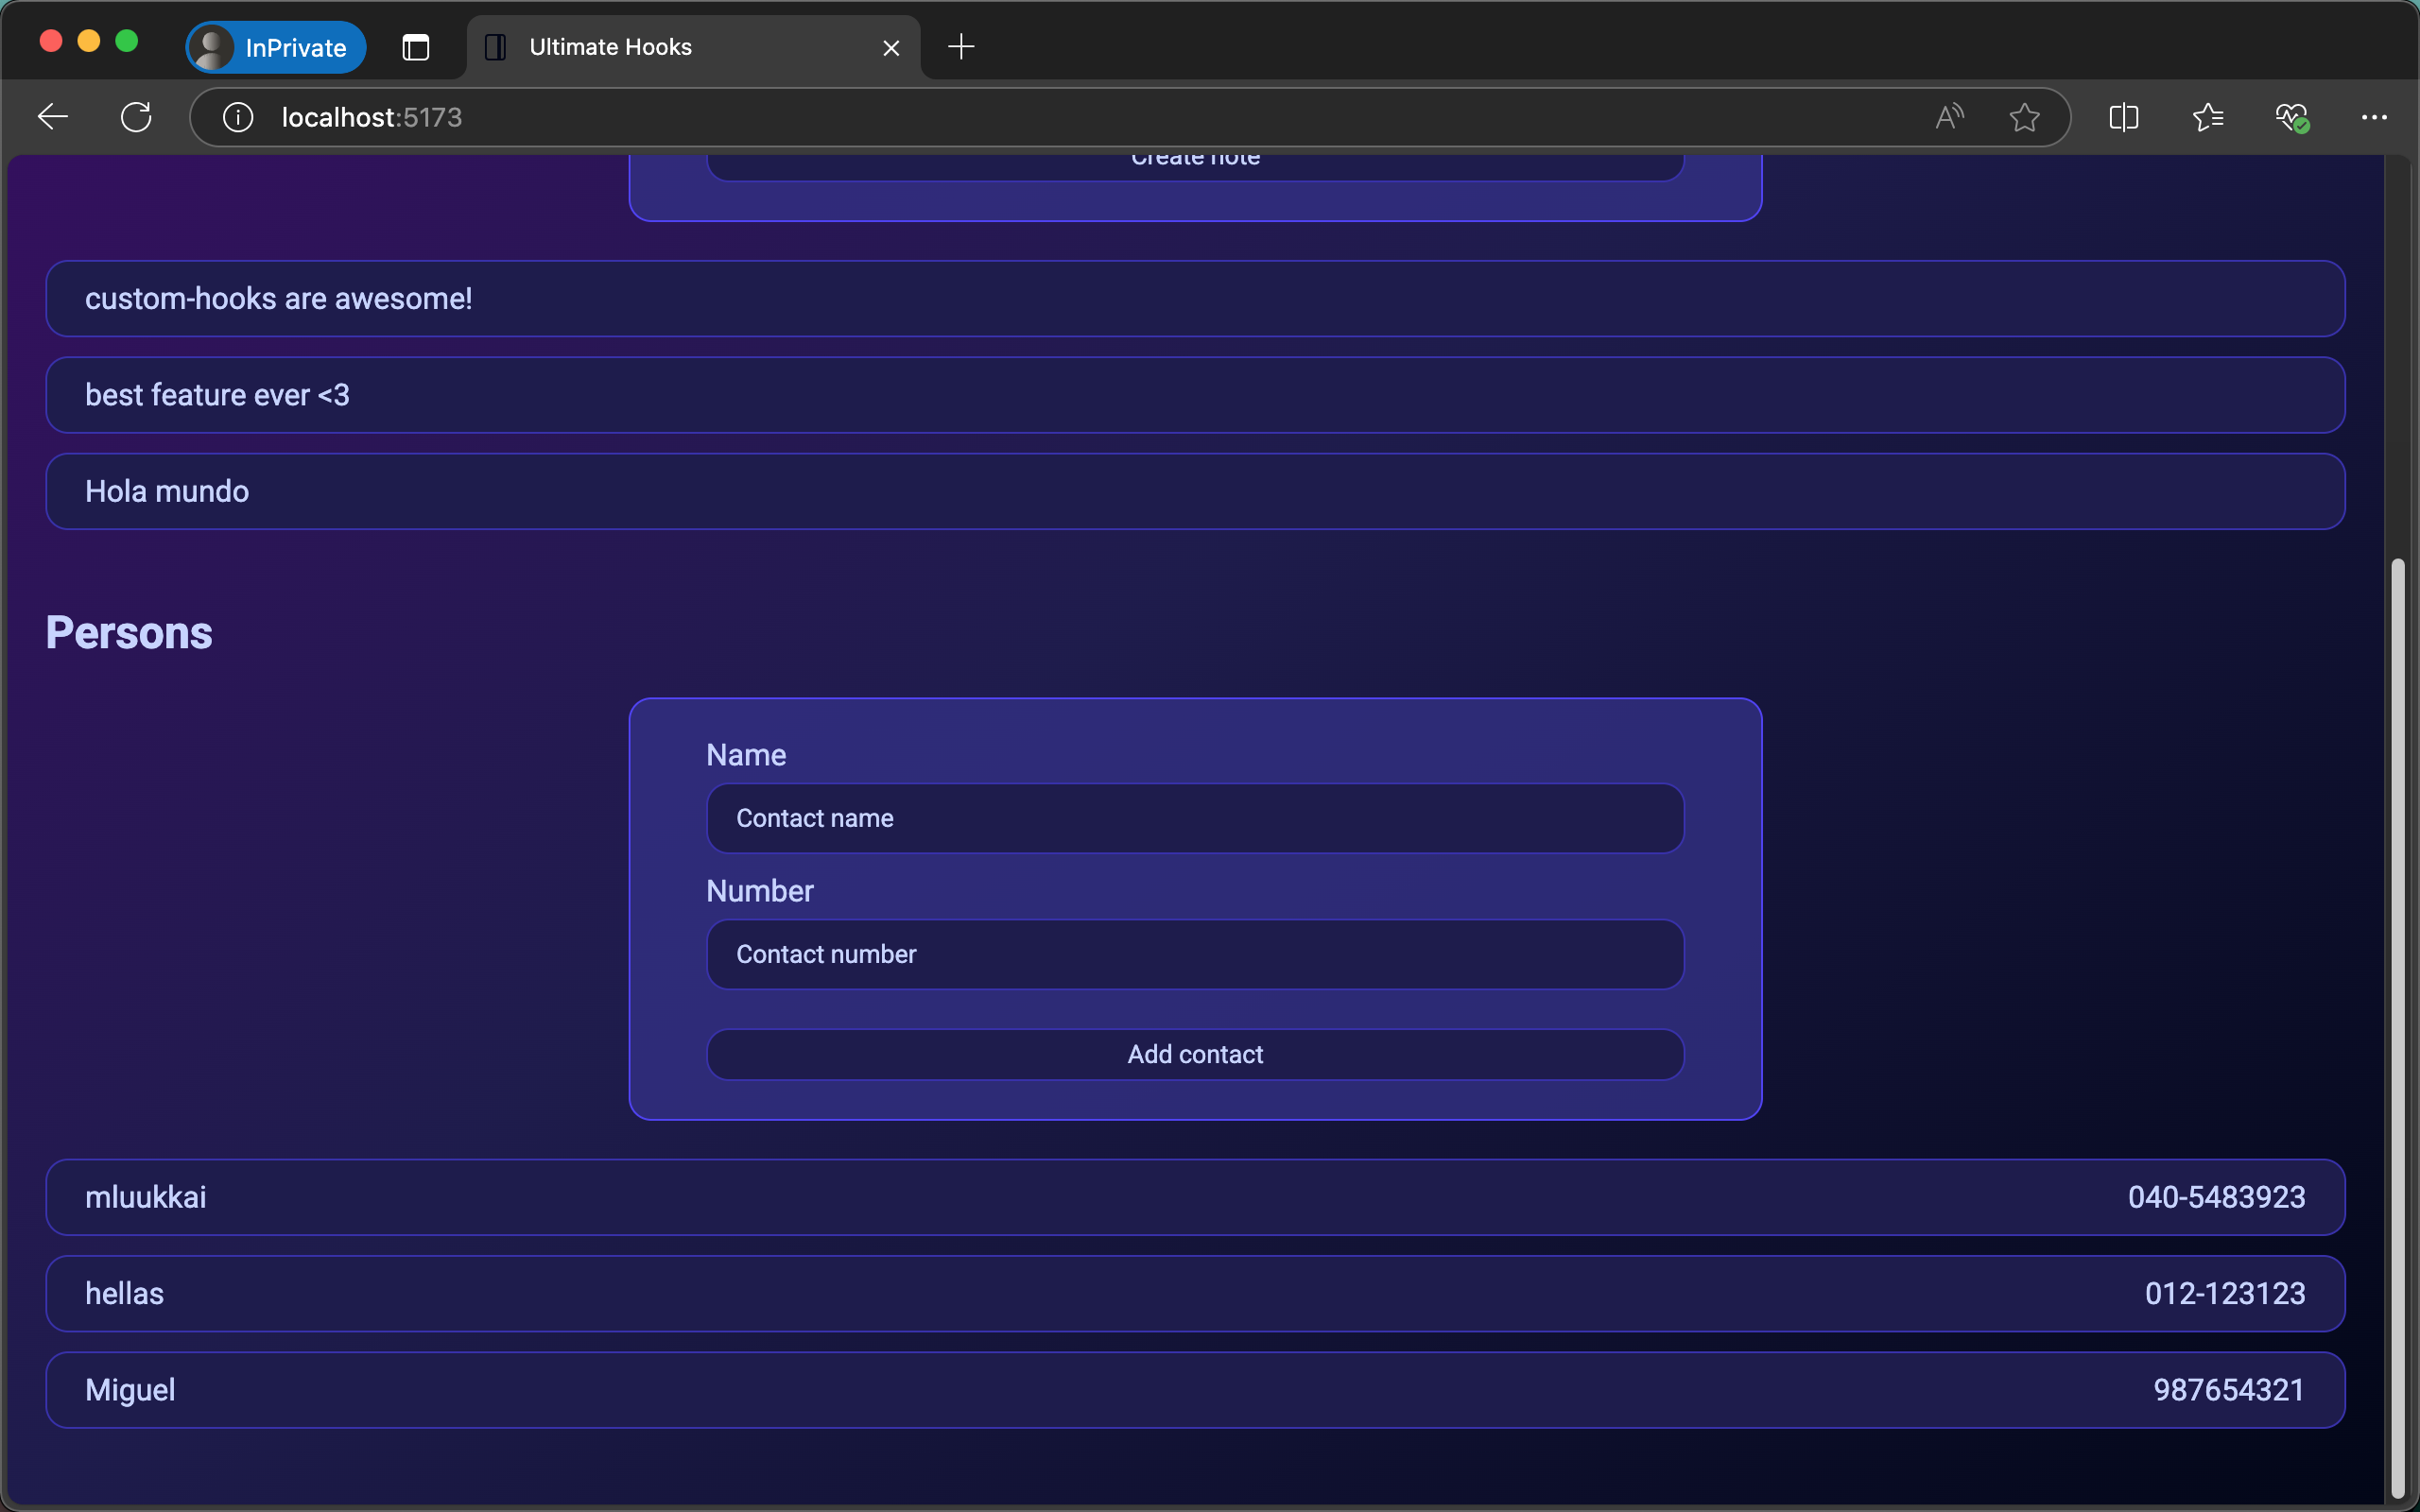 InPrivate
Ultimate Hooks
localhost:5173
Create note
custom-hooks are awesome!
best feature ever <3
Hola mundo
Persons
Name
Contact name
Number
Contact number
Add contact
mluukkai 040-5483923
hellas 012-123123
Miguel 987654321